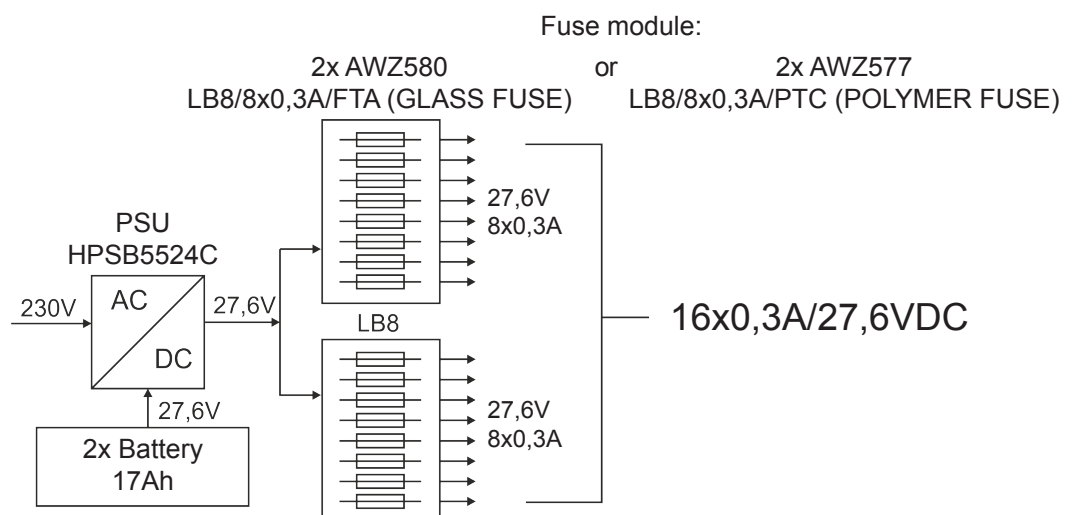 Fuse module:
2x AWZ580 or 2x AWZ577
LB8/8x0,3A/FTA (GLASS FUSE) LB8/8x0,3A/PTC (POLYMER FUSE)
27,6V
8x0,3A
PSU
HPSB5524C
230V
AC
DC
27,6V
LB8
16x0,3A/27,6VDC
27,6V
2x Battery
17Ah
27,6V
8x0,3A